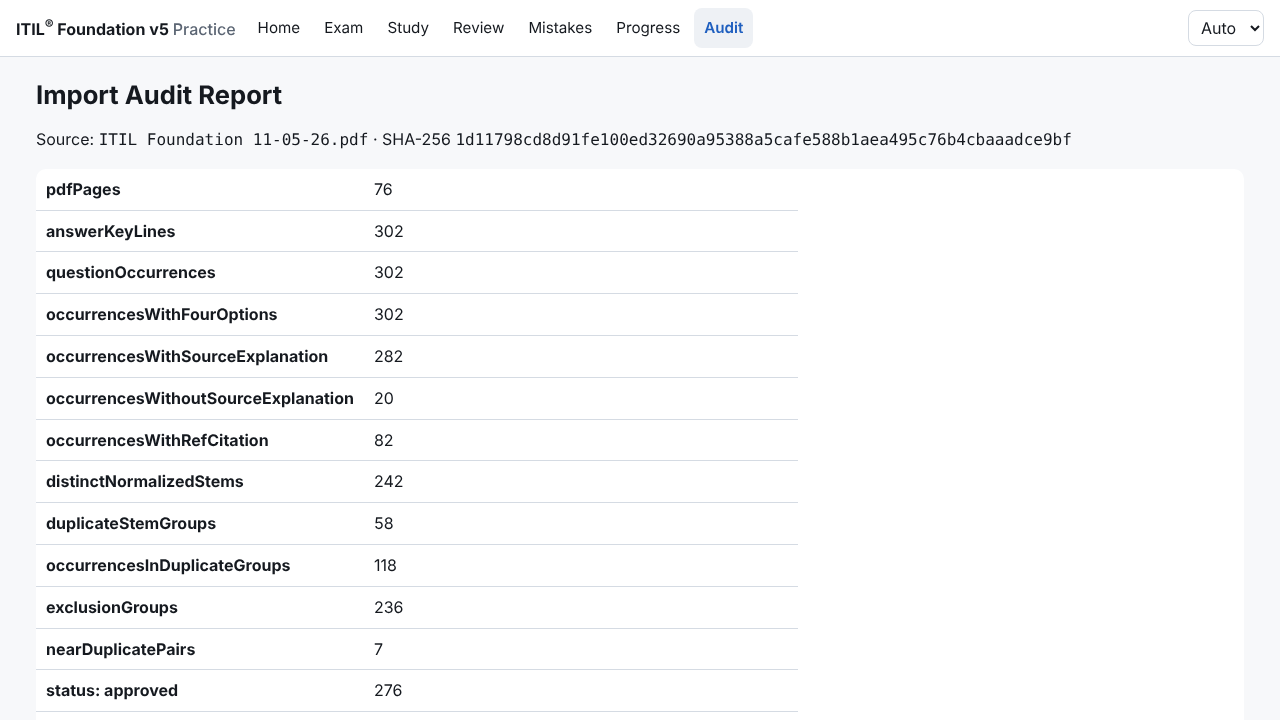 ITIL® Foundation v5 Practice Home Exam Study Review Mistakes Progress Audit Auto
Import Audit Report
Source: ITIL Foundation 11-05-26.pdf · SHA-256 1d11798cd8d91fe100ed32690a95388a5cafe588b1aea495c76b4cbaaadce9bf
pdfPages 76
answerKeyLines 302
questionOccurrences 302
occurrencesWithFourOptions 302
occurrencesWithSourceExplanation 282
occurrencesWithoutSourceExplanation 20
occurrencesWithRefCitation 82
distinctNormalizedStems 242
duplicateStemGroups 58
occurrencesInDuplicateGroups 118
exclusionGroups 236
nearDuplicatePairs 7
status: approved 276